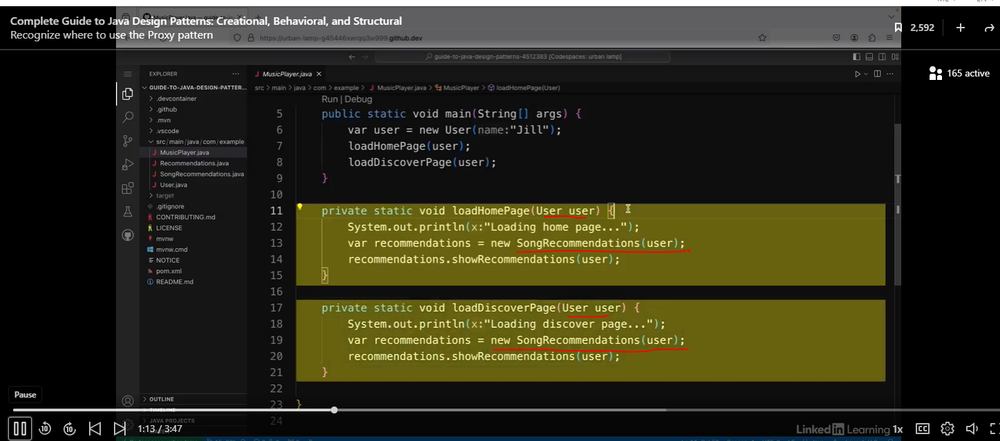 Complete Guide to Java Design Patterns: Creational, Behavioral, and Structural
Recognize where to use the Proxy pattern
2,592
165 active
https://urban-lamp-g45446xwrqq3w999.github.dev
guide-to-java-design-patterns-4512383 [Codespaces: urban lamp]
EXPLORER
GUIDE-TO-JAVA-DESIGN-PATTER...
.devcontainer
.github
.mvn
.vscode
src/main/java/com/example
MusicPlayer.java
Recommendations.java
SongRecommendations.java
User.java
target
.gitignore
CONTRIBUTING.md
LICENSE
mvnw
mvnw.cmd
NOTICE
pom.xml
README.md
OUTLINE
TIMELINE
JAVA PROJECTS
MusicPlayer.java
src > main > java > com > example > MusicPlayer.java > MusicPlayer > loadHomePage(User)
Run | Debug
5 public static void main(String[] args) {
6 var user = new User(name:"Jill");
7 loadHomePage(user);
8 loadDiscoverPage(user);
9 }
10
11 private static void loadHomePage(User user) {
12 System.out.println(x:"Loading home page...");
13 var recommendations = new SongRecommendations(user);
14 recommendations.showRecommendations(user);
15 }
16
17 private static void loadDiscoverPage(User user) {
18 System.out.println(x:"Loading discover page...");
19 var recommendations = new SongRecommendations(user);
20 recommendations.showRecommendations(user);
21 }
22
23 }
24
Pause
10
10
1:13 / 3:47
LinkedIn Learning
1x
CC